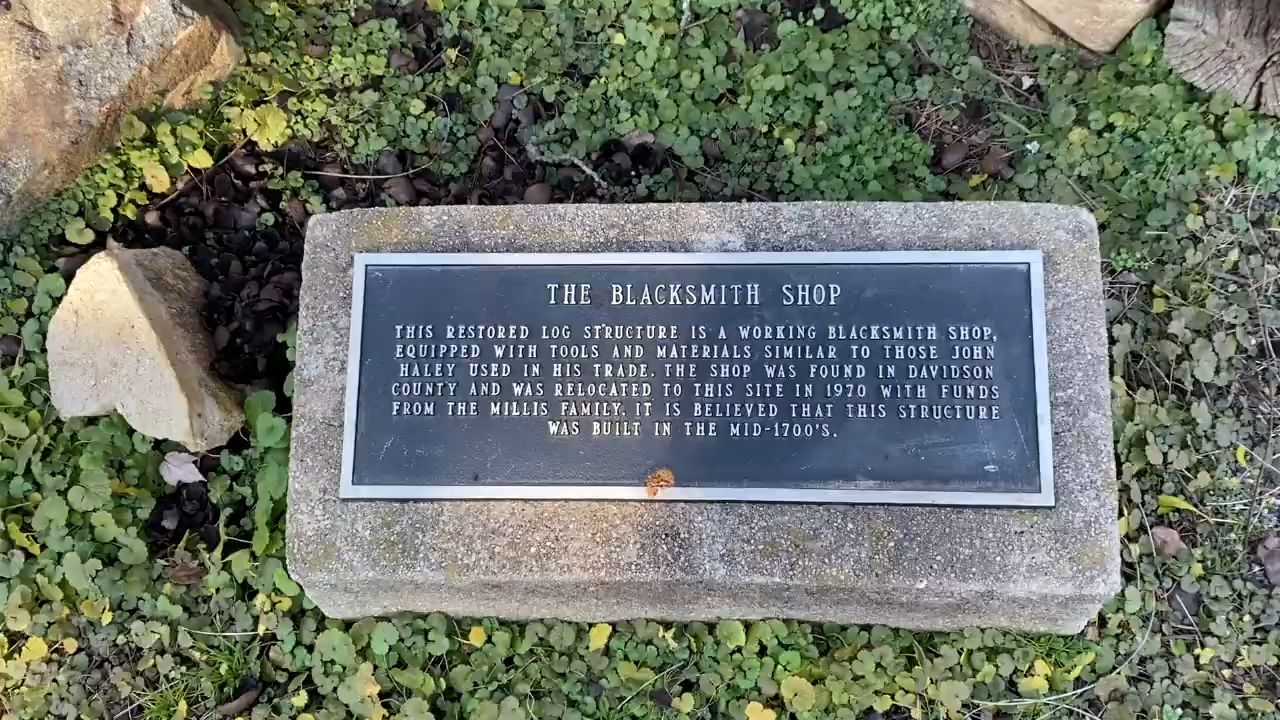 THE BLACKSMITH SHOP
THIS RESTORED LOG STRUCTURE IS A WORKING BLACKSMITH SHOP,
EQUIPPED WITH TOOLS AND MATERIALS SIMILAR TO THOSE JOHN
HALEY USED IN HIS TRADE. THE SHOP WAS FOUND IN DAVIDSON
COUNTY AND WAS RELOCATED TO THIS SITE IN 1970 WITH FUNDS
FROM THE MILLIS FAMILY. IT IS BELIEVED THAT THIS STRUCTURE
WAS BUILT IN THE MID-1700'S.